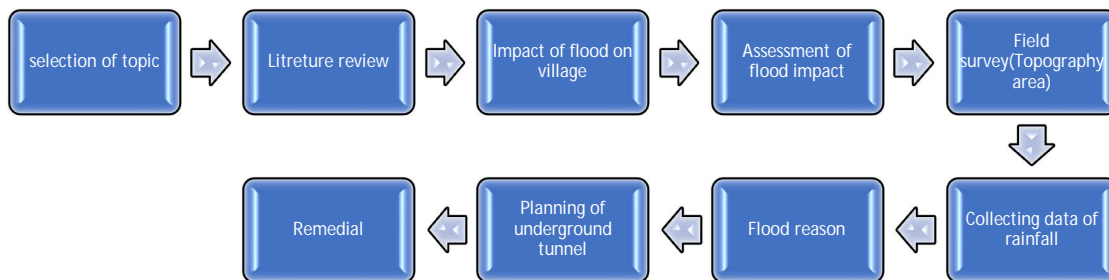 selection of topic
Litreture review
Impact of flood on
village
Assessment of
flood impact
Field
survey(Topography
area)
Collecting data of
rainfall
Flood reason
Planning of
underground
tunnel
Remedial